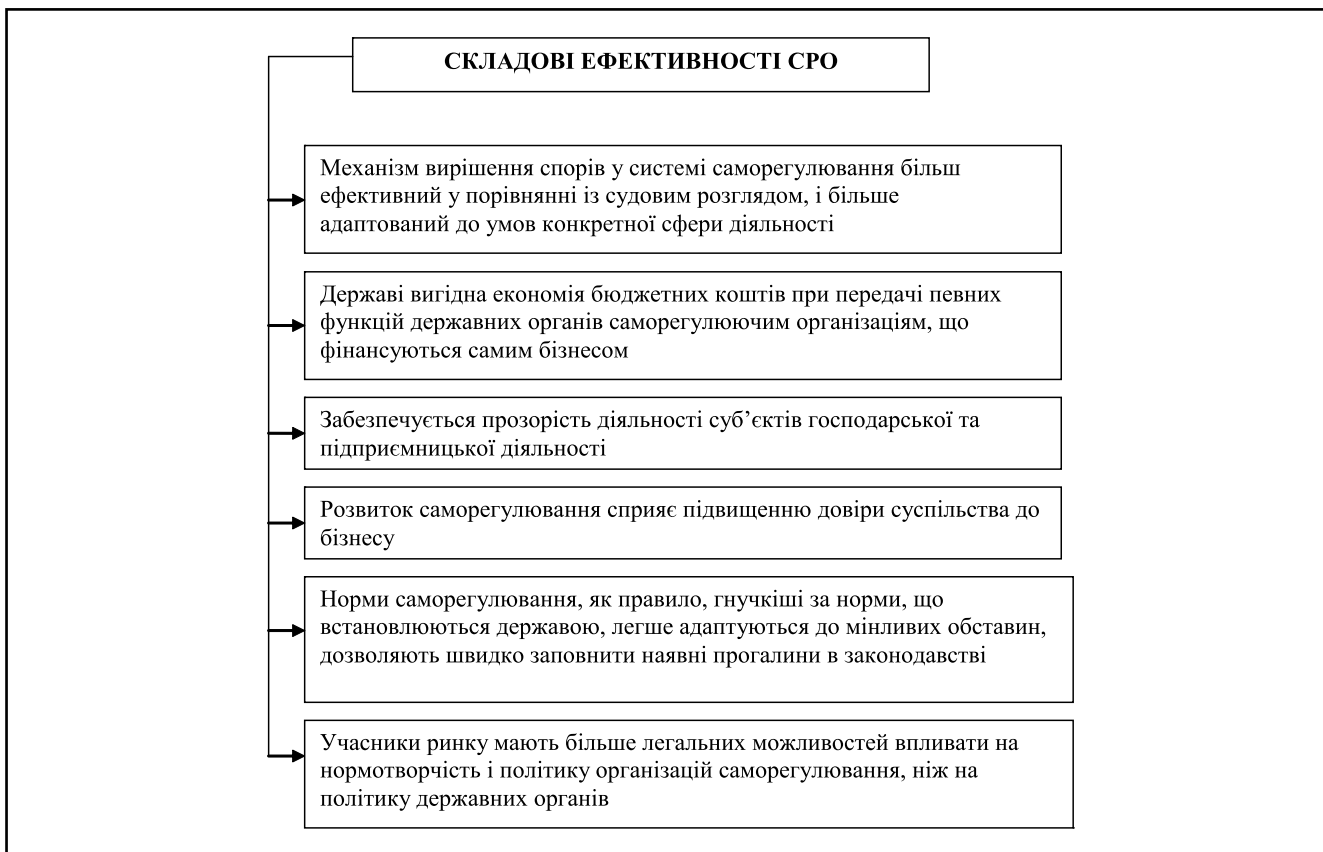 СКЛАДОВІ ЕФЕКТИВНОСТІ СРО
Механізм вирішення спорів у системі саморегулювання більш
ефективний у порівнянні із судовим розглядом, і більше
адаптований до умов конкретної сфери діяльності
Державі вигідна економія бюджетних коштів при передачі певних
функцій державних органів саморегулюючим організаціям, що
фінансуються самим бізнесом
Забезпечується прозорість діяльності суб’єктів господарської та
підприємницької діяльності
Розвиток саморегулювання сприяє підвищенню довіри суспільства до
бізнесу
Норми саморегулювання, як правило, гнучкіші за норми, що
встановлюються державою, легше адаптуються до мінливих обставин,
дозволяють швидко заповнити наявні прогалини в законодавстві
Учасники ринку мають більше легальних можливостей впливати на
нормотворчість і політику організацій саморегулювання, ніж на
політику державних органів